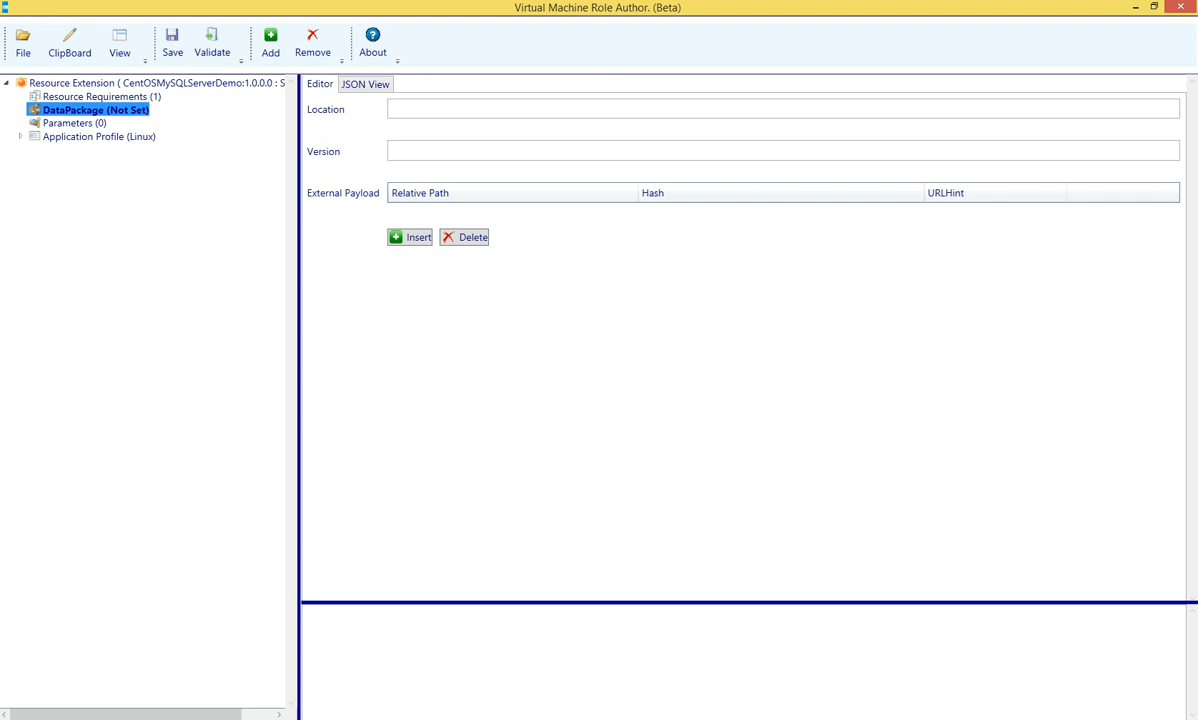 Virtual Machine Role Author. (Beta)
File ClipBoard View Save Validate Add Remove About
Resource Extension ( CentOSMySQLServerDemo:1.0.0.0 : S
Resource Requirements (1)
DataPackage (Not Set)
Parameters (0)
Application Profile (Linux)
Editor JSON View
Location
Version
External Payload Relative Path Hash URLHint
Insert Delete